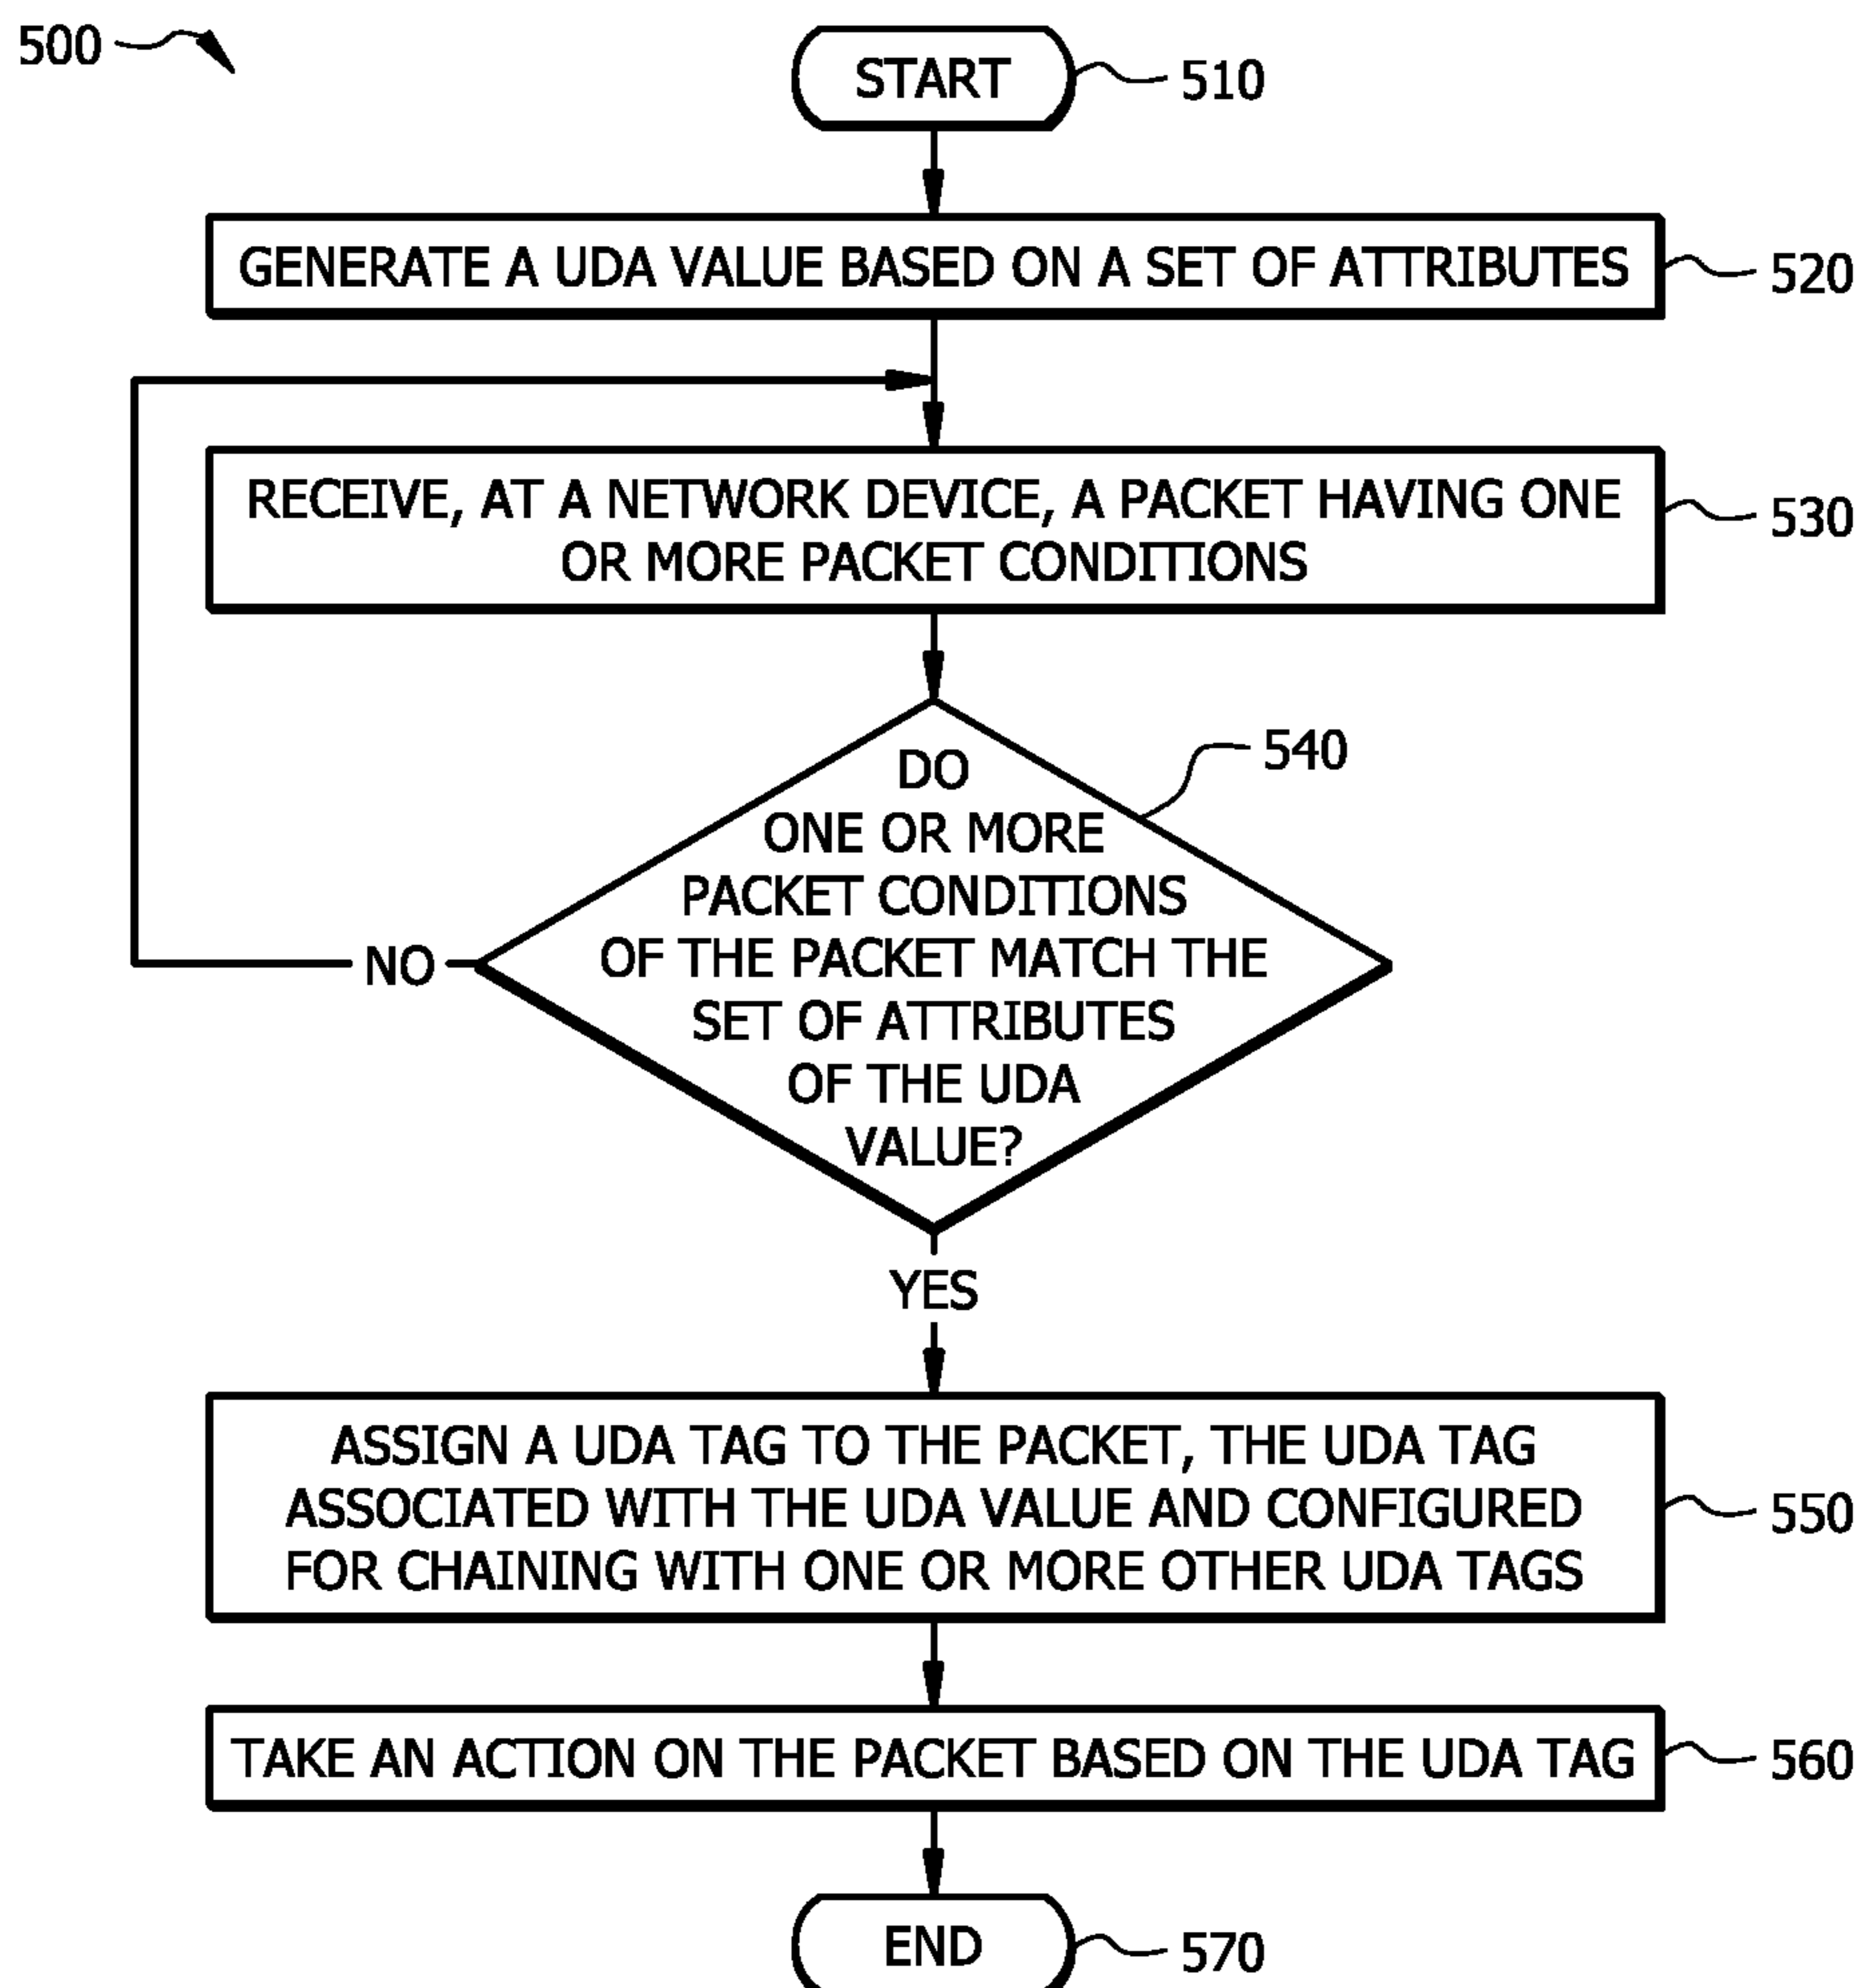 500
START
510
GENERATE A UDA VALUE BASED ON A SET OF ATTRIBUTES
520
RECEIVE, AT A NETWORK DEVICE, A PACKET HAVING ONE
OR MORE PACKET CONDITIONS
530
540
DO
ONE OR MORE
PACKET CONDITIONS
OF THE PACKET MATCH THE
SET OF ATTRIBUTES
OF THE UDA
VALUE?
NO
YES
ASSIGN A UDA TAG TO THE PACKET, THE UDA TAG
ASSOCIATED WITH THE UDA VALUE AND CONFIGURED
FOR CHAINING WITH ONE OR MORE OTHER UDA TAGS
550
TAKE AN ACTION ON THE PACKET BASED ON THE UDA TAG
560
END
570